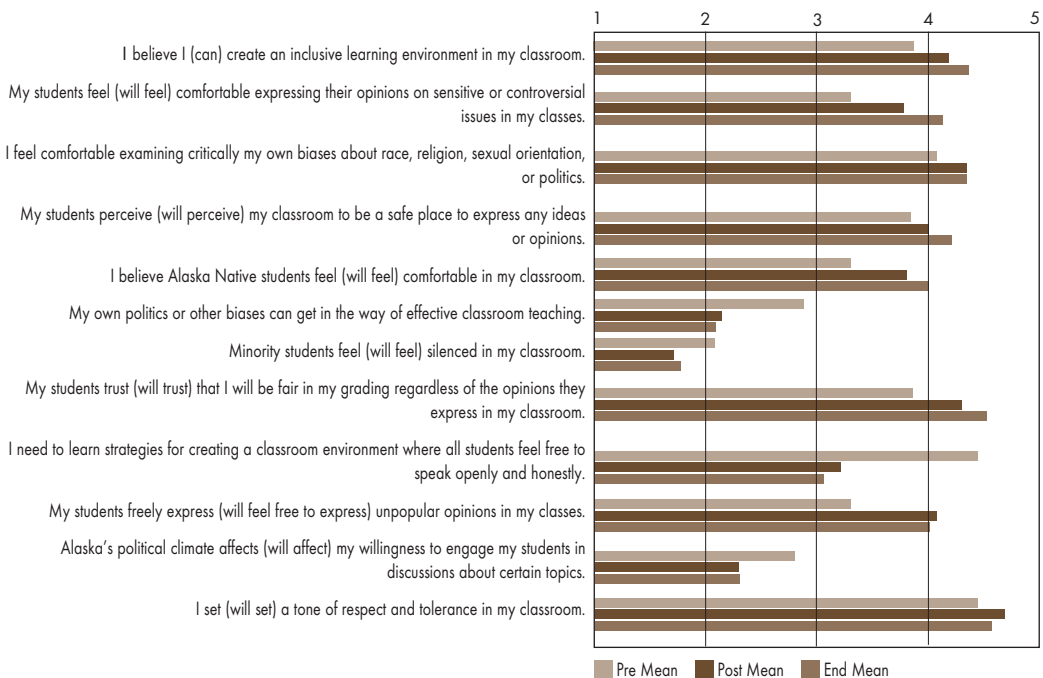 1 2 3 4 5
I believe I (can) create an inclusive learning environment in my classroom.
My students feel (will feel) comfortable expressing their opinions on sensitive or controversial
issues in my classes.
I feel comfortable examining critically my own biases about race, religion, sexual orientation,
or politics.
My students perceive (will perceive) my classroom to be a safe place to express any ideas
or opinions.
I believe Alaska Native students feel (will feel) comfortable in my classroom.
My own politics or other biases can get in the way of effective classroom teaching.
Minority students feel (will feel) silenced in my classroom.
My students trust (will trust) that I will be fair in my grading regardless of the opinions they
express in my classroom.
I need to learn strategies for creating a classroom environment where all students feel free to
speak openly and honestly.
My students freely express (will feel free to express) unpopular opinions in my classes.
Alaska’s political climate affects (will affect) my willingness to engage my students in
discussions about certain topics.
I set (will set) a tone of respect and tolerance in my classroom.
Pre Mean Post Mean End Mean